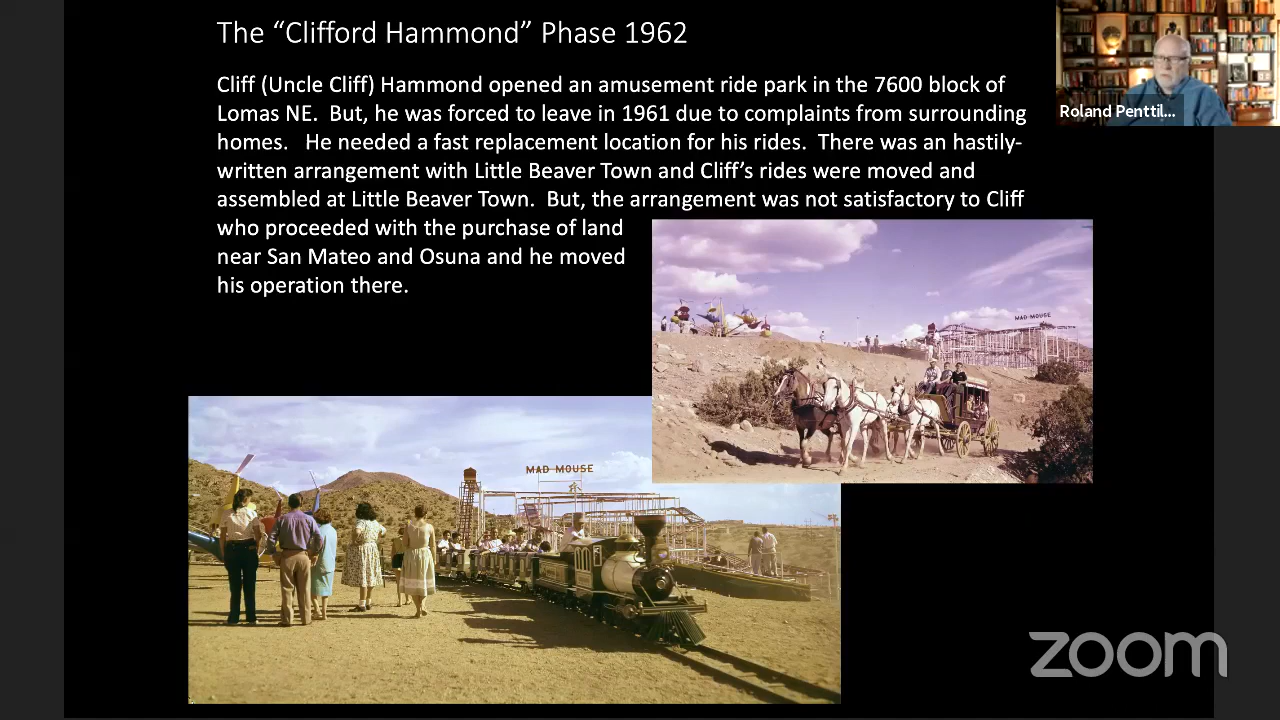 The “Clifford Hammond” Phase 1962
Cliff (Uncle Cliff) Hammond opened an amusement ride park in the 7600 block of
Lomas NE.  But, he was forced to leave in 1961 due to complaints from surrounding
homes.   He needed a fast replacement location for his rides.  There was an hastily-
written arrangement with Little Beaver Town and Cliff’s rides were moved and
assembled at Little Beaver Town.  But, the arrangement was not satisfactory to Cliff
who proceeded with the purchase of land
near San Mateo and Osuna and he moved
his operation there.
Roland Penttil...
MAD MOUSE
MAD MOUSE
zoom